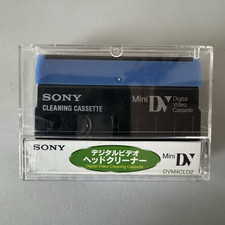 SONY
CLEANING CASSETTE
Mini DV Digital Video Cassette
SONY
デジタルビデオ
ヘッドクリーナー
Digital Video Cleaning Cassette
Mini DV
DVM4CLD2